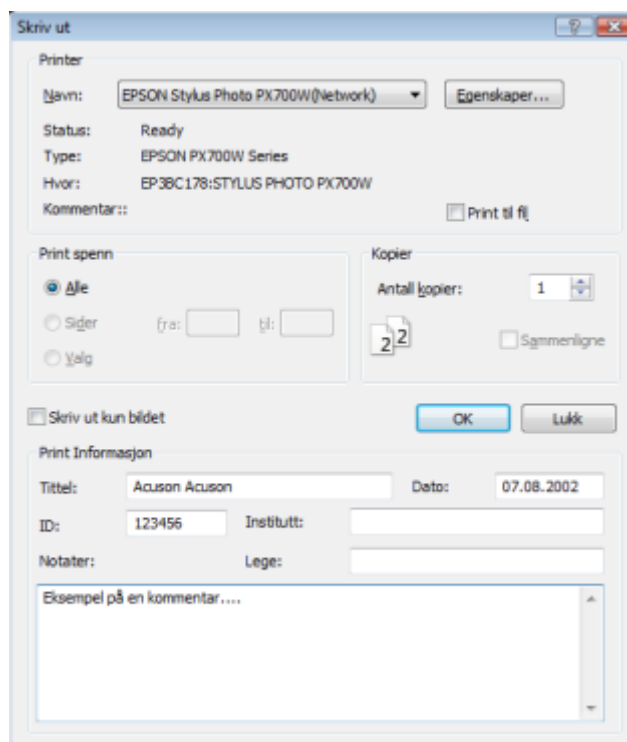 Skriv ut
Printer
Navn: EPSON Stylus Photo PX700W(Network) Egenskaper...
Status: Ready
Type: EPSON PX700W Series
Hvor: EP3BC178:STYLUS PHOTO PX700W
Kommentar::
Print til fil
Print spenn
Alle
Sider fra: til:
Valg
Kopier
Antall kopier: 1
2 2
Sammenligne
Skriv ut kun bildet
OK Lukk
Print Informasjon
Tittel: Acuson Acuson Dato: 07.08.2002
ID: 123456 Institutt:
Notater: Lege:
Eksempel på en kommentar....